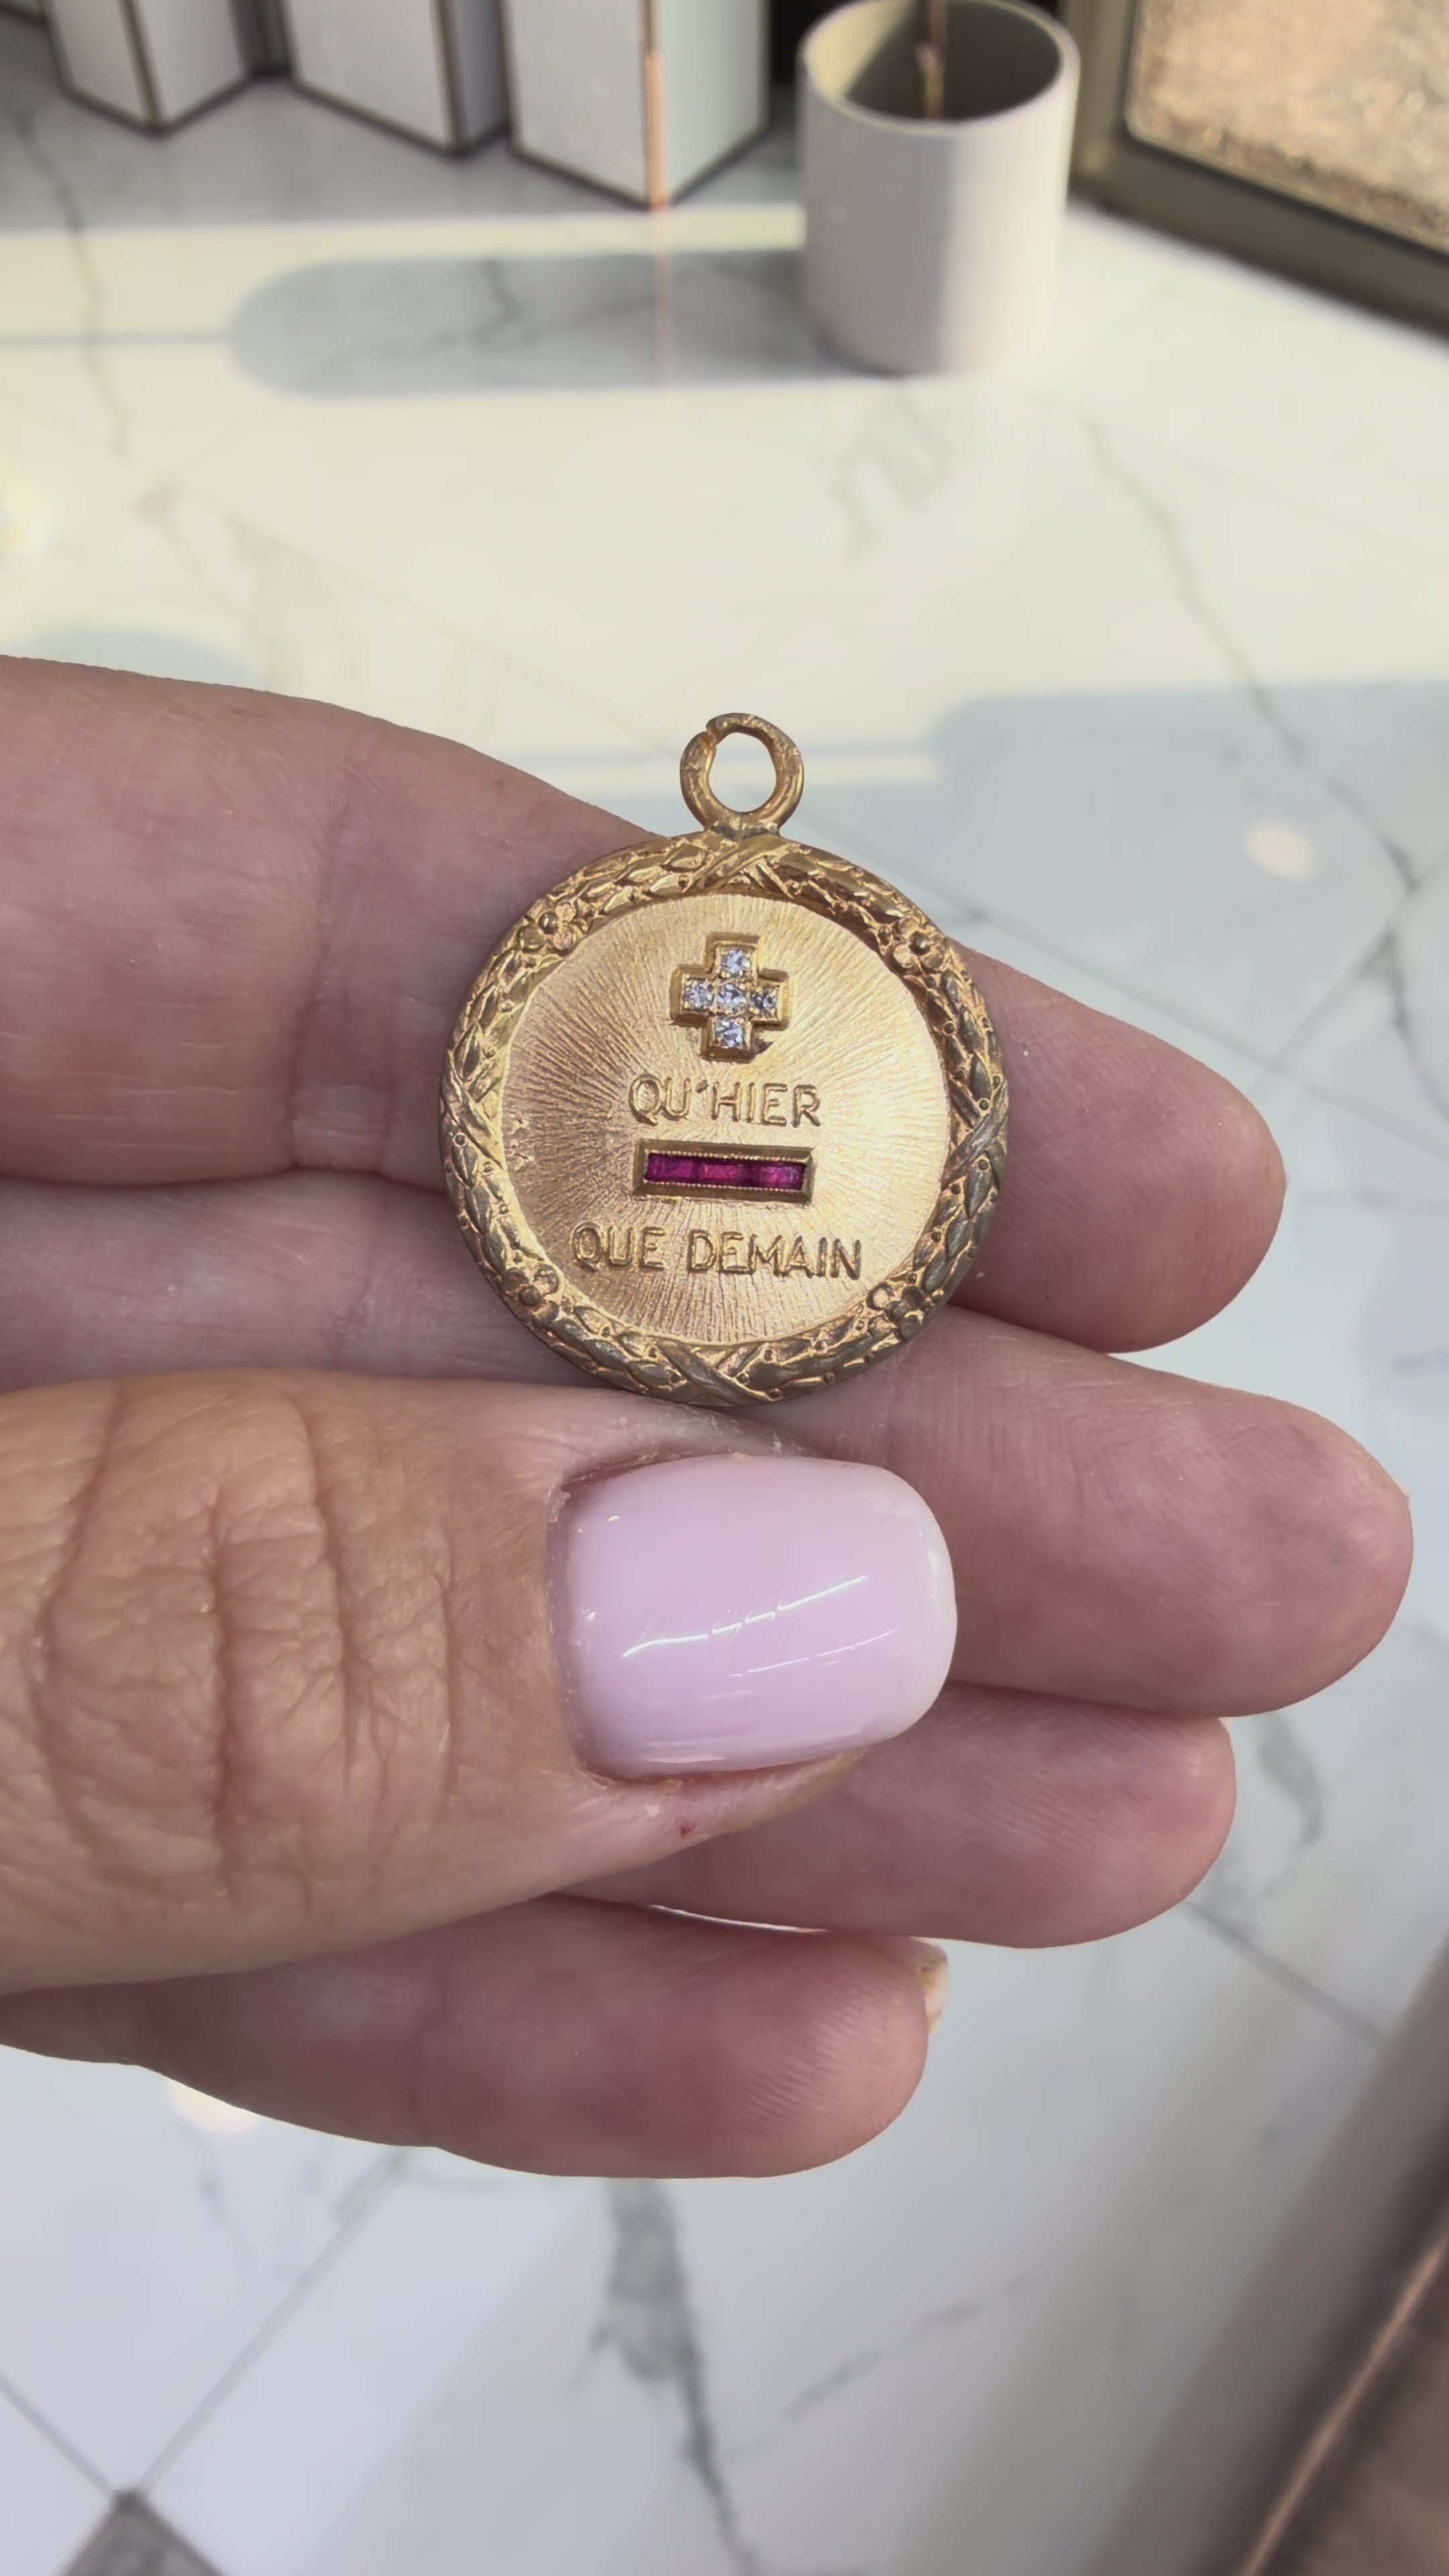 +
QU'HIER
-
QUE DEMAIN